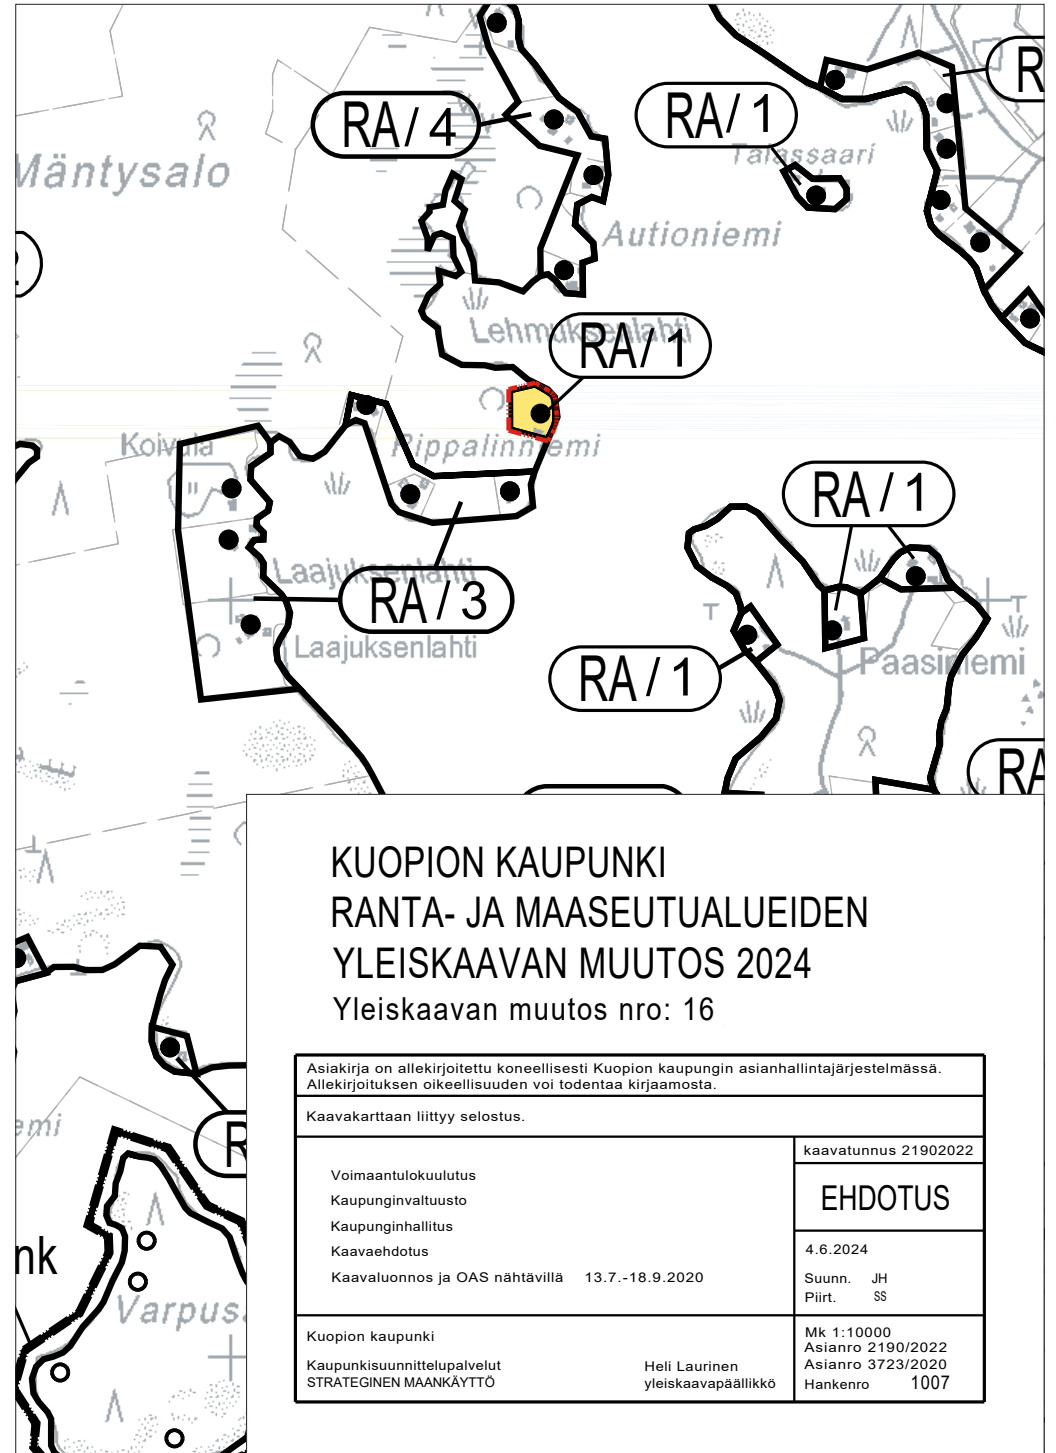 R
RA/4
RA/1
Talassaari
Mäntysalo
Autioniemi
Lehmuksenlahti
RA/1
Koivula
Pippalinniemi
RA/1
Laajuksenlahti
RA/3
T
T
Laajuksenlahti
Paasiniemi
RA/1
RA
KUOPION KAUPUNKI
RANTA- JA MAASEUTUALUEIDEN
YLEISKAAVAN MUUTOS 2024
Yleiskaavan muutos nro: 16
Asiakirja on allekirjoitettu koneellisesti Kuopion kaupungin asianhallintajärjestelmässä.
Allekirjoituksen oikeellisuuden voi todentaa kirjaamosta.
Kaavakarttaan liittyy selostus.
kaavatunnus 21902022
Voimaantulokuulutus
Kaupunginvaltuusto
EHDOTUS
Kaupunginhallitus
Kaavaehdotus
4.6.2024
Kaavaluonnos ja OAS nähtävillä 13.7.-18.9.2020
Suunn. JH
Piirt. SS
Kuopion kaupunki
Mk 1:10000
Asianro 2190/2022
Kaupunkisuunnittelupalvelut Heli Laurinen
Asianro 3723/2020
STRATEGINEN MAANKÄYTTÖ yleiskaavapäällikkö
Hankenro 1007
emi
R
nk
Varpus